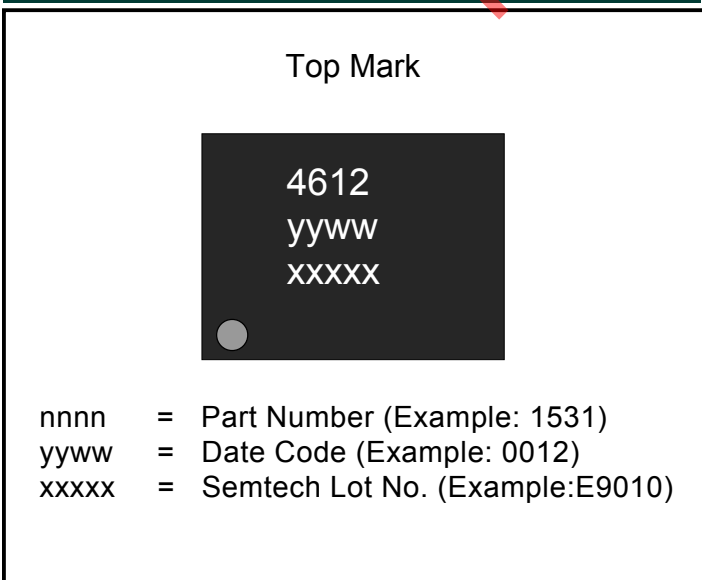 Top Mark
4612
yyww
xxxxx
nnnn = Part Number (Example: 1531)
yyww = Date Code (Example: 0012)
xxxxx = Semtech Lot No. (Example:E9010)